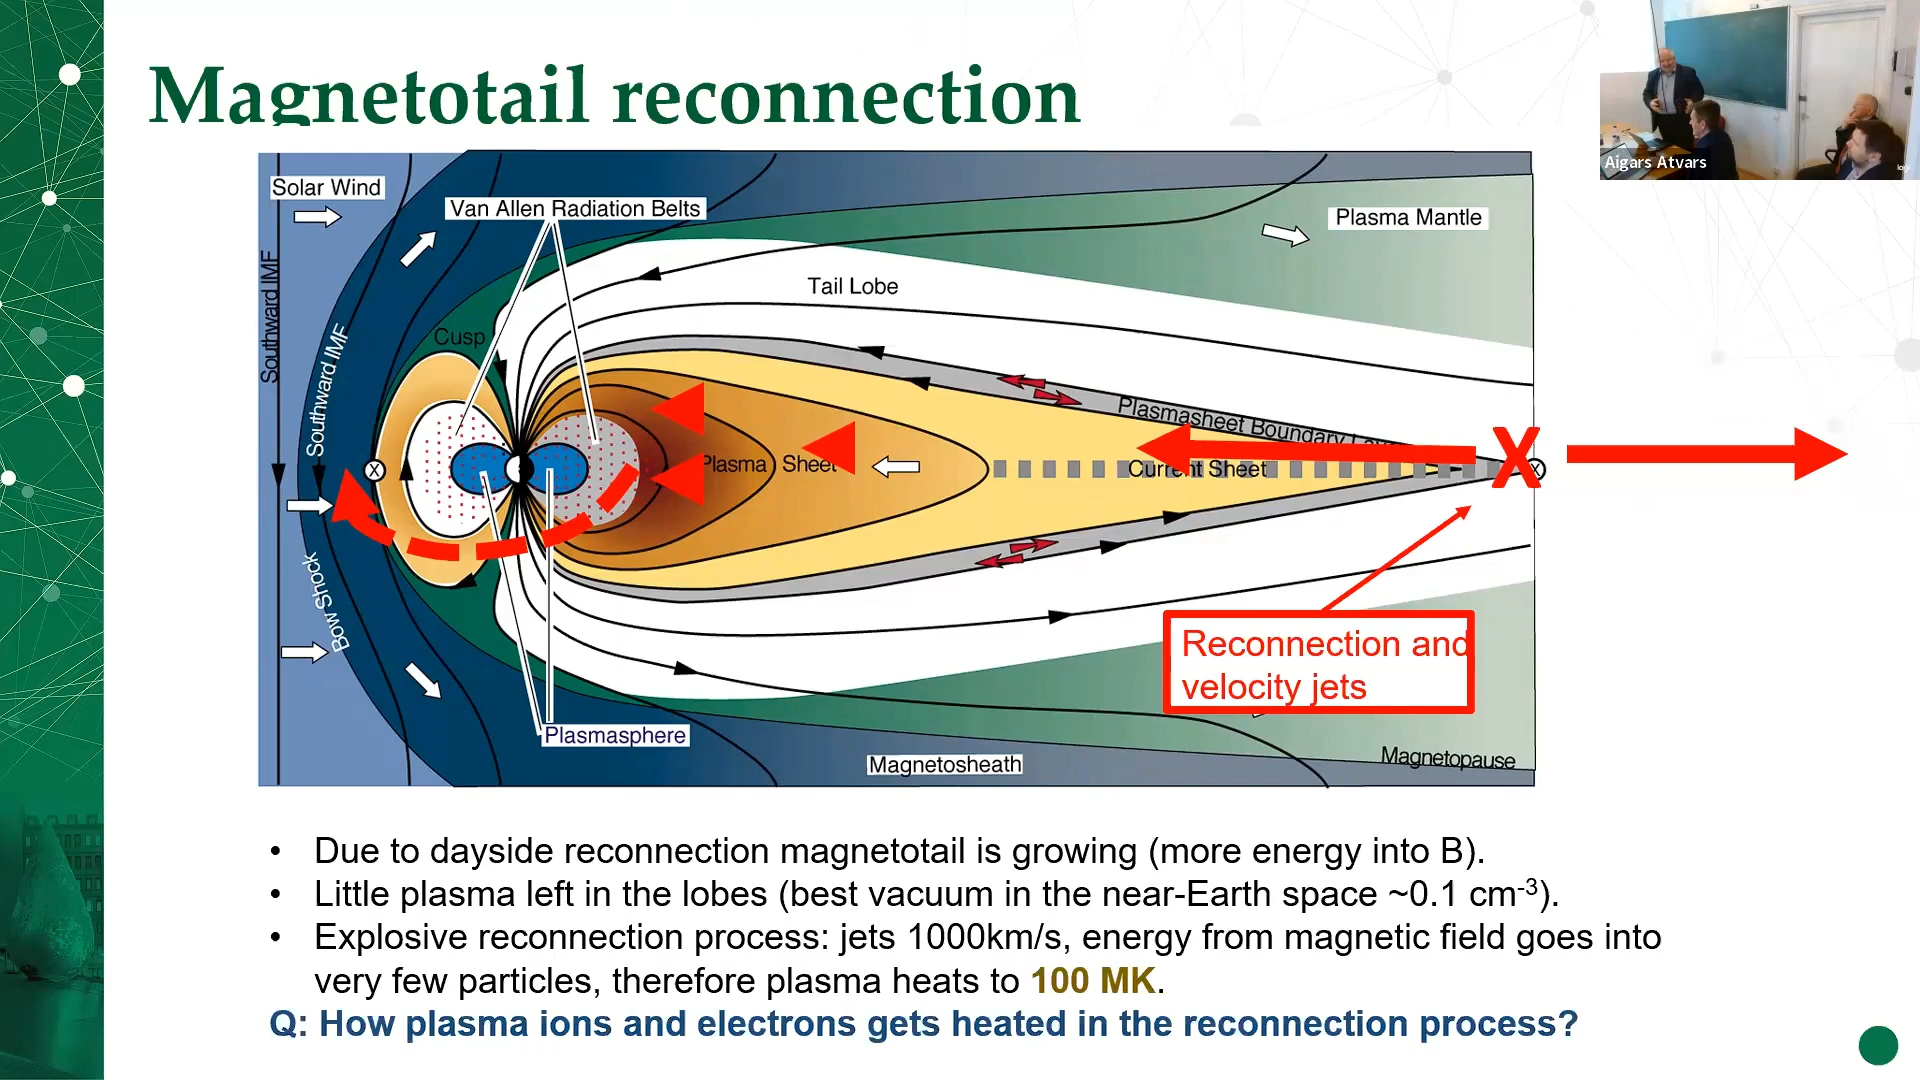 Magnetotail reconnection
Aigars Atvars
Solar Wind
Van Allen Radiation Belts
Plasma Mantle
Southward IMF
Southward IMF
Tail Lobe
Cusp
Plasmasheet Boundary
Plasma Sheet
Current Sheet
X
X
X
Bow Shock
Reconnection and
velocity jets
Plasmasphere
Magnetosheath
Magnetopause
• Due to dayside reconnection magnetotail is growing (more energy into B).
• Little plasma left in the lobes (best vacuum in the near-Earth space ~0.1 cm⁻³).
• Explosive reconnection process: jets 1000km/s, energy from magnetic field goes into
very few particles, therefore plasma heats to 100 MK.
Q: How plasma ions and electrons gets heated in the reconnection process?